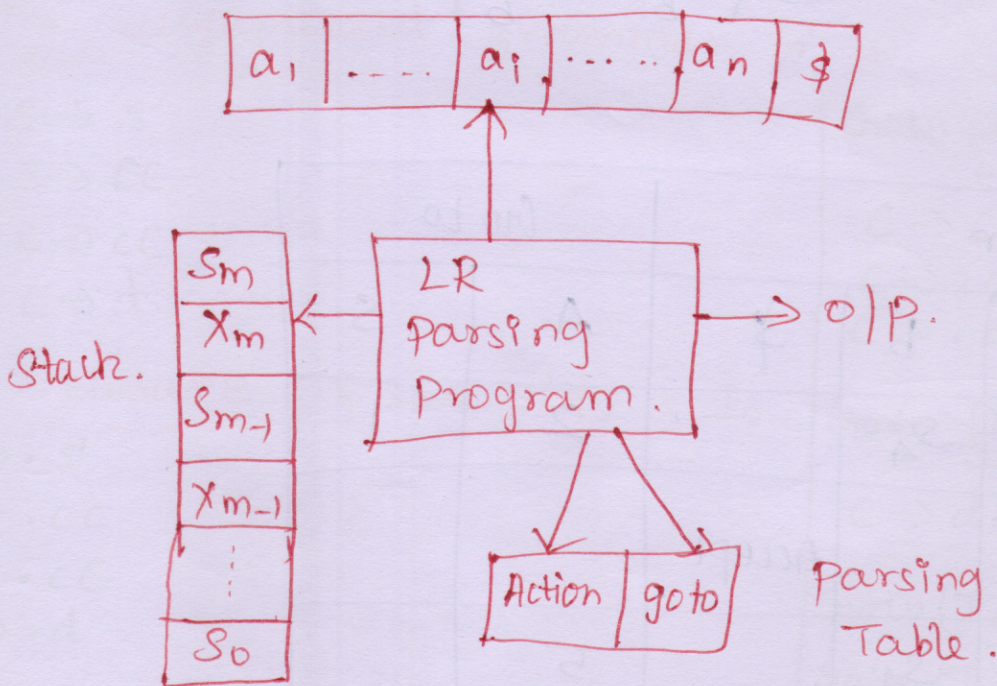 a₁ ..... aᵢ ..... aₙ $
Sₘ
Xₘ
Sₘ₋₁
Xₘ₋₁
S₀
Stack.
LR
Parsing
Program.
O|P.
Action goto
Parsing
Table.